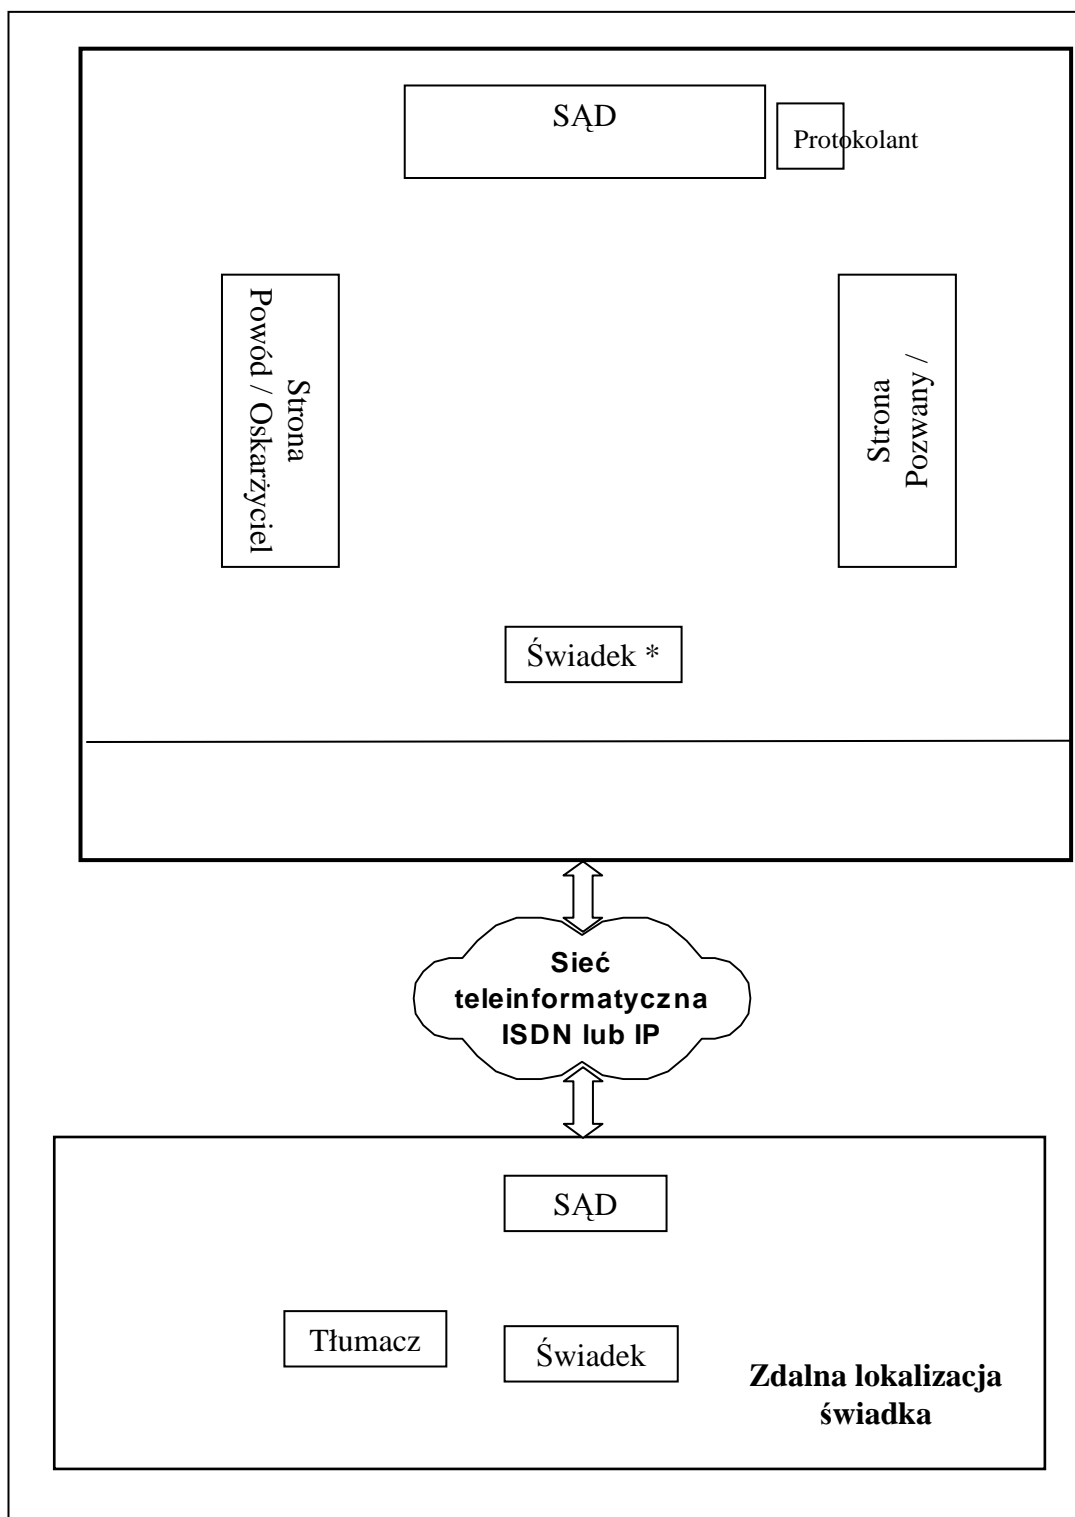 SĄD
Protokolant
Strona
Powód / Oskarżyciel
Strona
Pozwany /
Świadek *
Sieć
teleinformatyczna
ISDN lub IP
SĄD
Tłumacz
Świadek
Zdalna lokalizacja
świadka